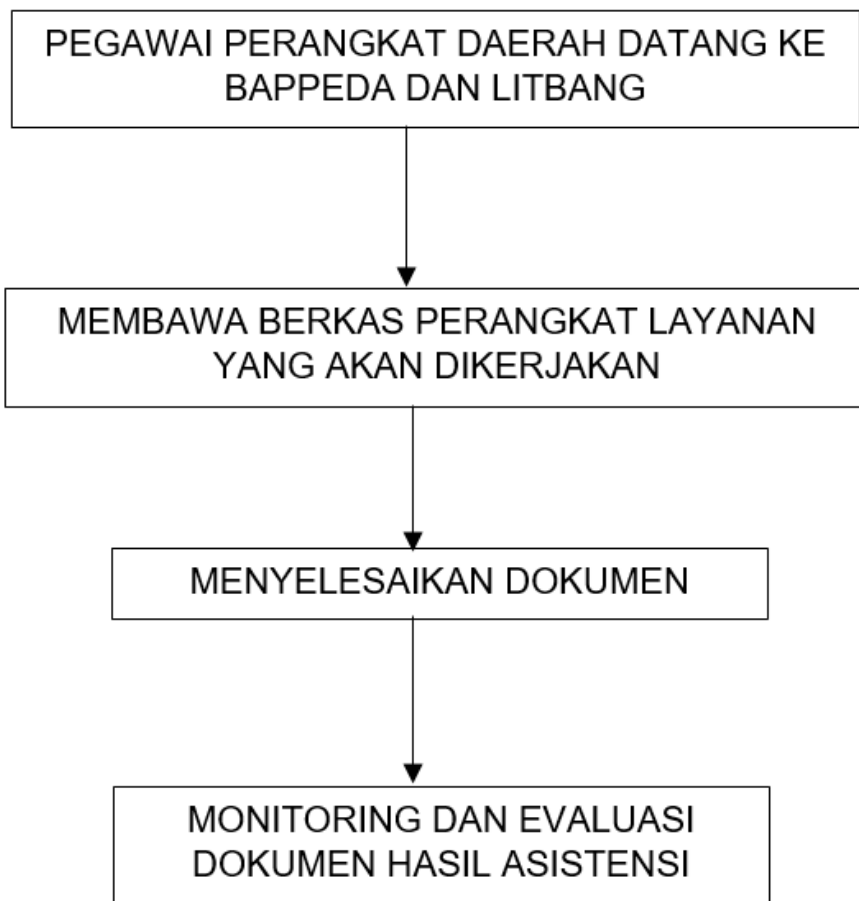 PEGAWAI PERANGKAT DAERAH DATANG KE
BAPPEDA DAN LITBANG
MEMBAWA BERKAS PERANGKAT LAYANAN
YANG AKAN DIKERJAKAN
MENYELESAIKAN DOKUMEN
MONITORING DAN EVALUASI
DOKUMEN HASIL ASISTENSI